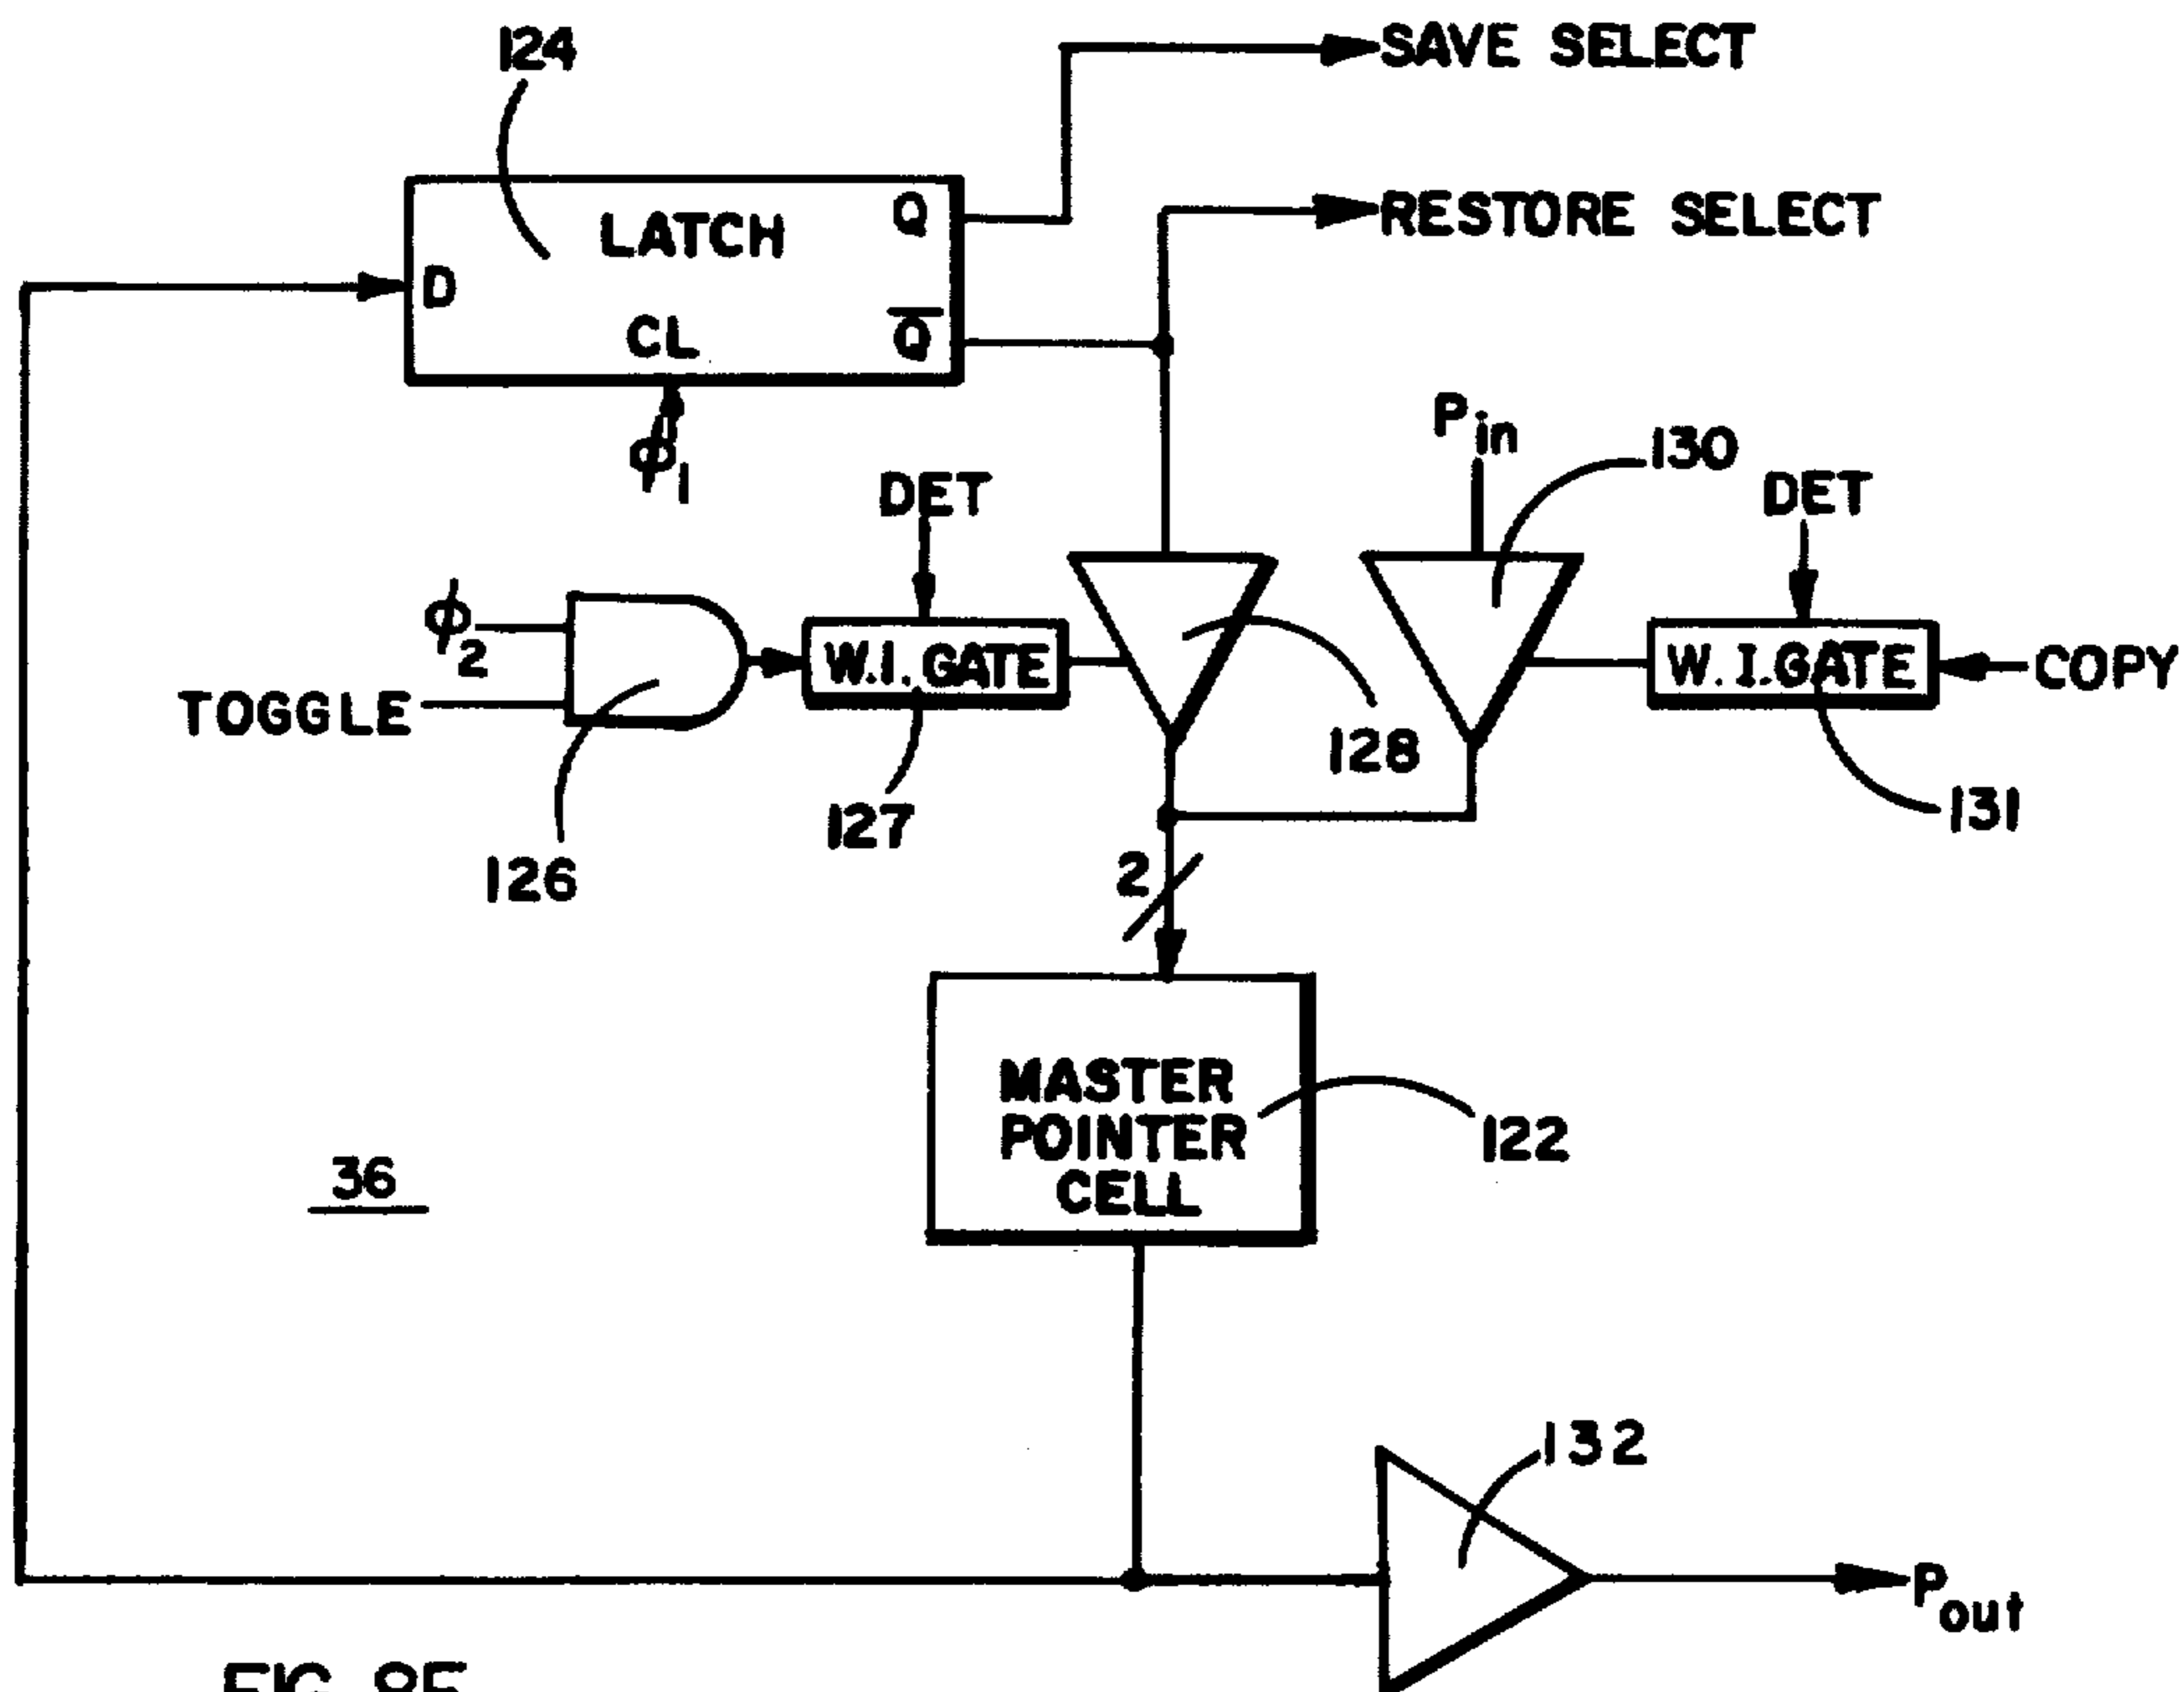 124
SAVE SELECT
RESTORE SELECT
LATCH
Q
D
CL
Q̅
ϕ1
Pin
130
DET
DET
ϕ2
TOGGLE
W.I. GATE
W.I.GATE
COPY
128
127
131
126
2
MASTER
POINTER
CELL
122
36
132
Pout